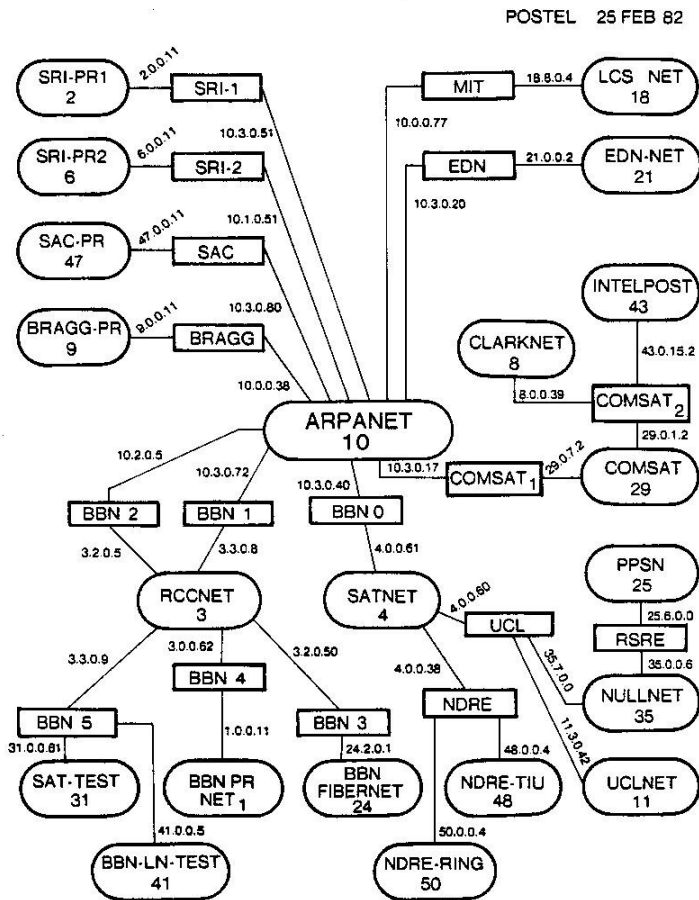 POSTEL 25 FEB 82
SRI-PR1
2
2.0.0.11
SRI-1
10.3.0.51
MIT
10.0.0.77
18.8.0.4
LCS NET
18
SRI-PR2
6
6.0.0.11
SRI-2
10.1.0.51
EDN
10.3.0.20
21.0.0.2
EDN-NET
21
SAC-PR
47
47.0.0.11
SAC
10.3.0.80
BRAGG-PR
9
9.0.0.11
BRAGG
10.0.0.38
INTELPOST
43
43.0.15.2
CLARKNET
8
8.0.0.39
COMSAT2
29.0.1.2
ARPANET
10
10.3.0.17
COMSAT1
29.0.7.2
COMSAT
29
10.2.0.5
BBN 2
3.2.0.5
10.3.0.72
BBN 1
3.3.0.8
10.3.0.40
BBN 0
4.0.0.61
RCCNET
3
SATNET
4
4.0.0.60
UCL
PPSN
25
25.6.0.0
RSRE
35.0.0.6
35.7.0.0
NULLNET
35
11.3.0.42
UCLNET
11
3.3.0.9
BBN 5
3.0.0.62
BBN 4
3.2.0.50
BBN 3
4.0.0.38
NDRE
31.0.0.61
SAT-TEST
31
1.0.0.11
BBN PR
NET1
24.2.0.1
BBN
FIBERNET
24
48.0.0.4
NDRE-TIU
48
41.0.0.5
BBN-LN-TEST
41
50.0.0.4
NDRE-RING
50